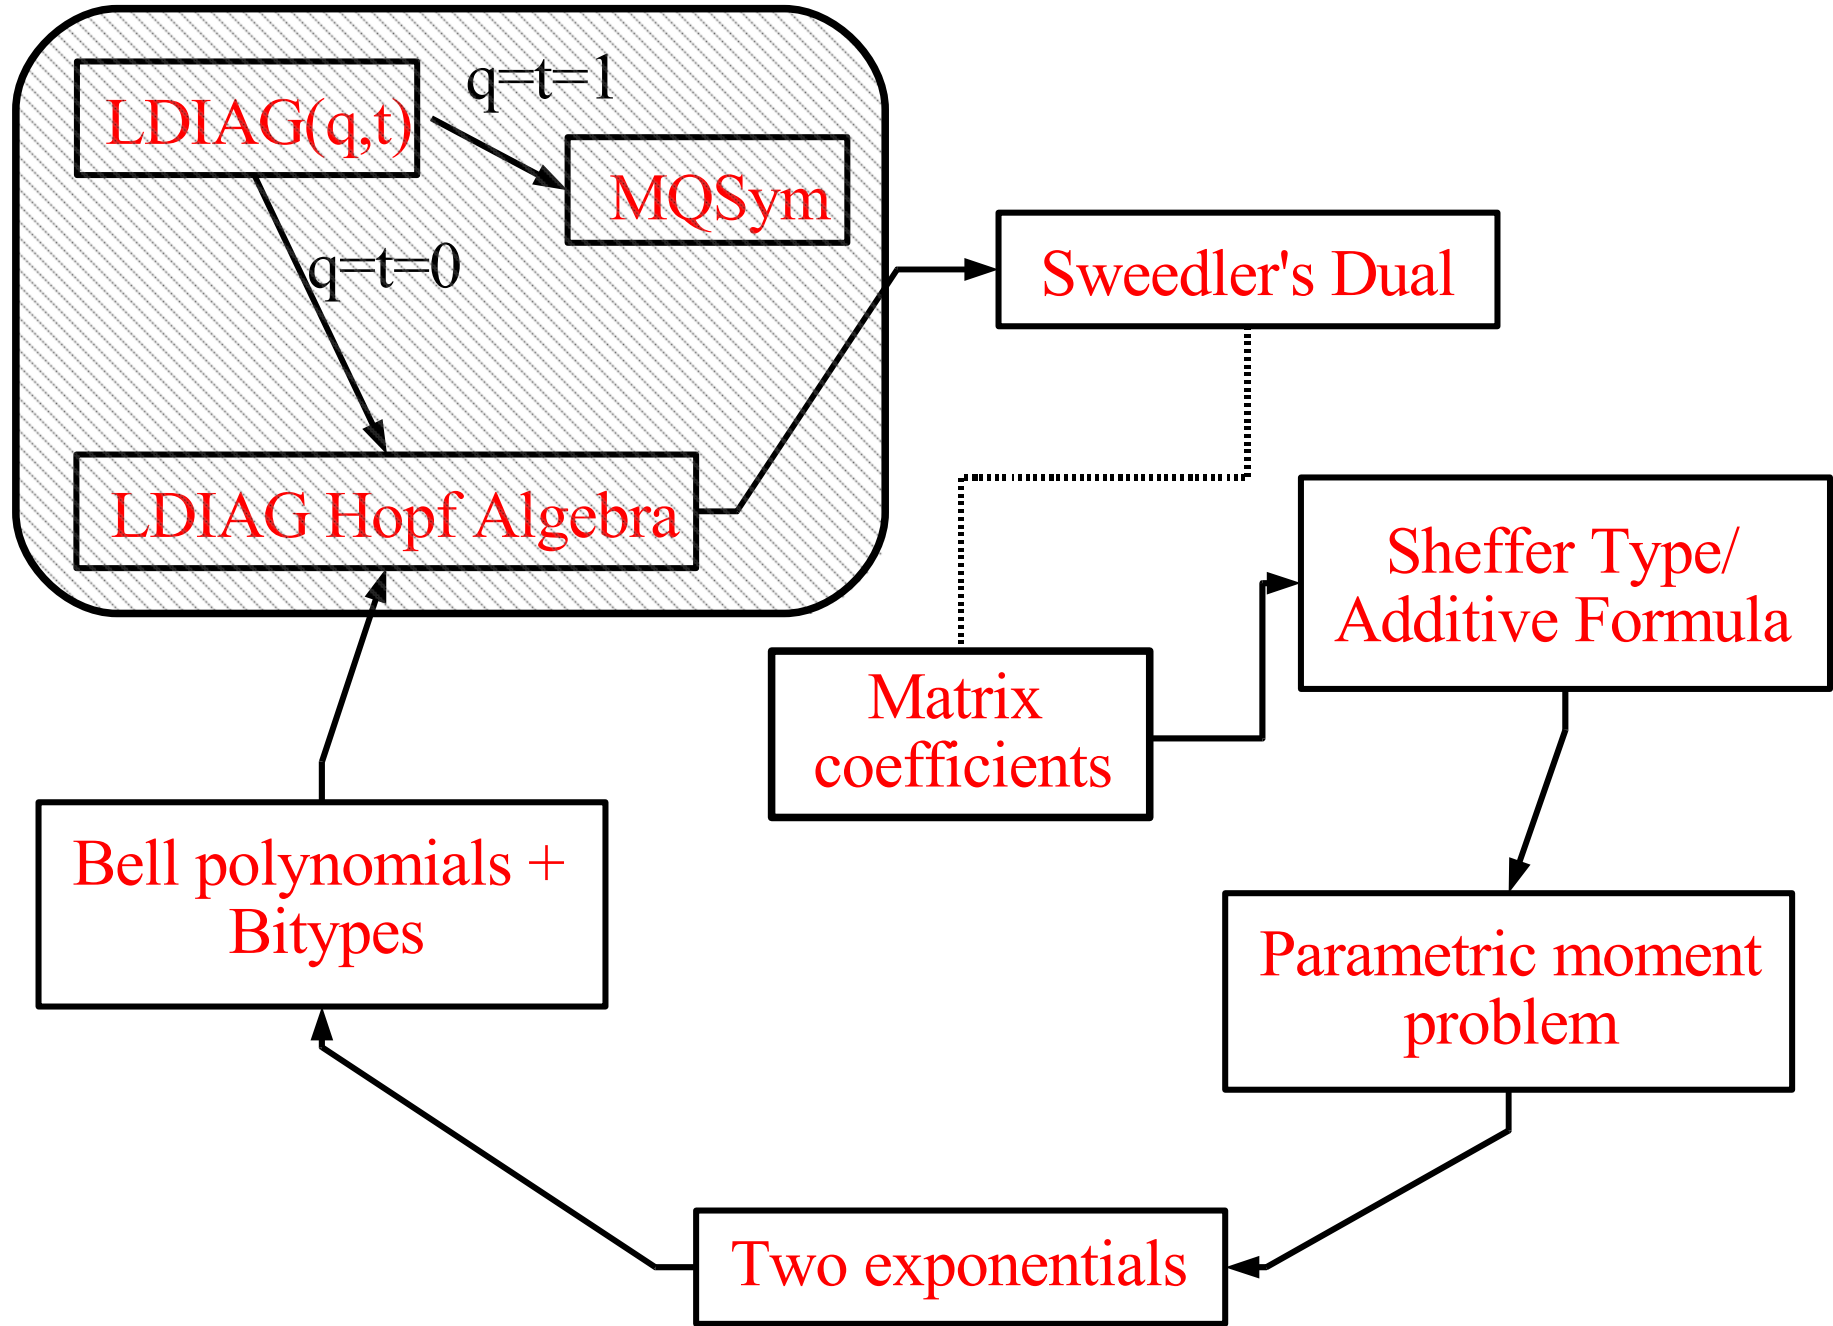 LDIAG(q,t)
q=t=1
MQSym
q=t=0
LDIAG Hopf Algebra
Sweedler's Dual
Sheffer Type/
Additive Formula
Matrix
coefficients
Bell polynomials +
Bitypes
Parametric moment
problem
Two exponentials